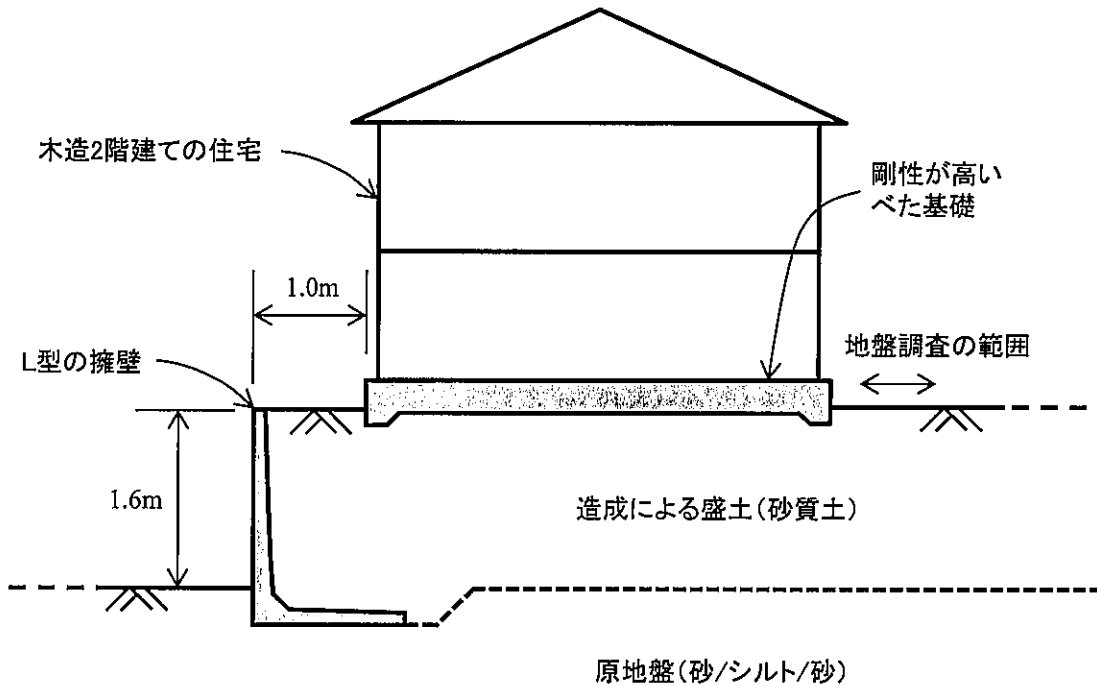 木造2階建ての住宅
剛性が高い
べた基礎
1.0m
L型の擁壁
地盤調査の範囲
1.6m
造成による盛土(砂質土)
原地盤(砂/シルト/砂)